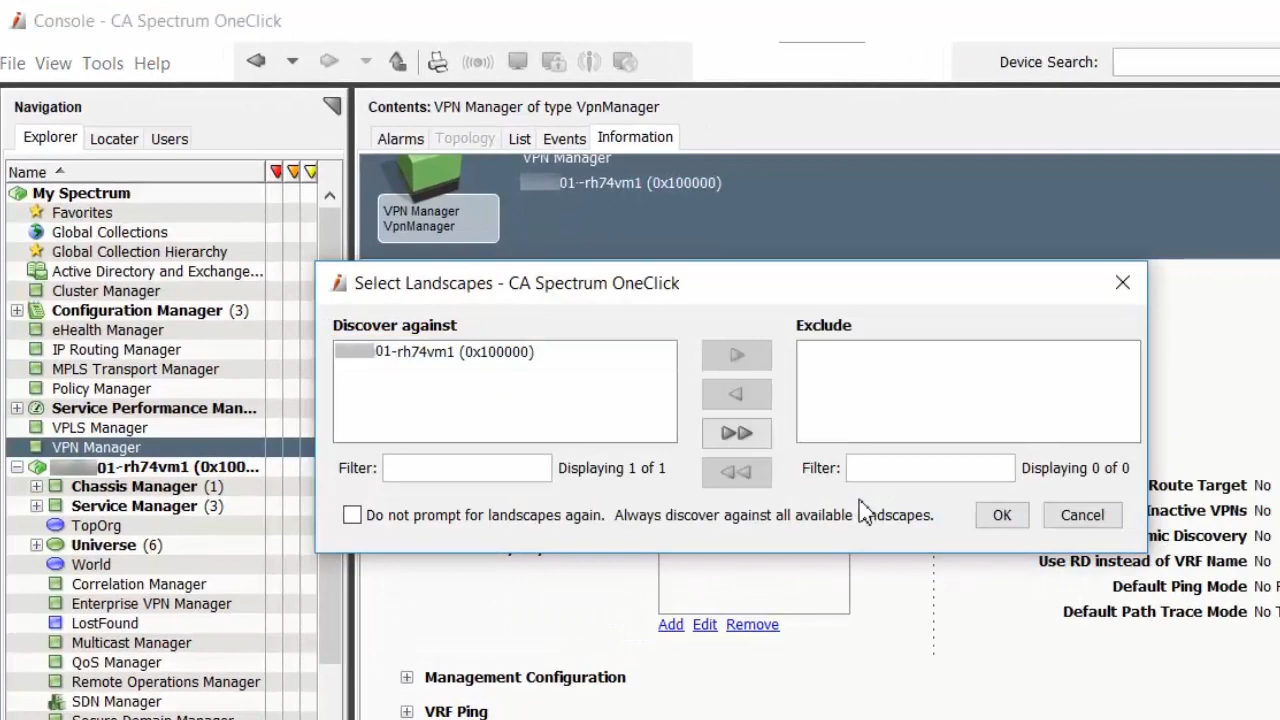 Console - CA Spectrum OneClick
File View Tools Help
Device Search:
Navigation
Explorer Locater Users
Name
My Spectrum
Favorites
Global Collections
Global Collection Hierarchy
Active Directory and Exchange...
Cluster Manager
Configuration Manager (3)
eHealth Manager
IP Routing Manager
MPLS Transport Manager
Policy Manager
Service Performance Man...
VPLS Manager
VPN Manager
01-rh74vm1 (0x100...
Chassis Manager (1)
Service Manager (3)
TopOrg
Universe (6)
World
Correlation Manager
Enterprise VPN Manager
LostFound
Multicast Manager
QoS Manager
Remote Operations Manager
SDN Manager
Secure Domain Manager
Contents: VPN Manager of type VpnManager
Alarms Topology List Events Information
VPN Manager
01--rh74vm1 (0x100000)
VPN Manager
VpnManager
Select Landscapes - CA Spectrum OneClick
Discover against
01-rh74vm1 (0x100000)
Filter: Displaying 1 of 1
Exclude
Filter: Displaying 0 of 0
Do not prompt for landscapes again. Always discover against all available landscapes.
OK Cancel
Route Target No
Inactive VPNs No
mic Discovery No
Use RD instead of VRF Name No
Default Ping Mode No
Default Path Trace Mode No
Add Edit Remove
Management Configuration
VRF Ping